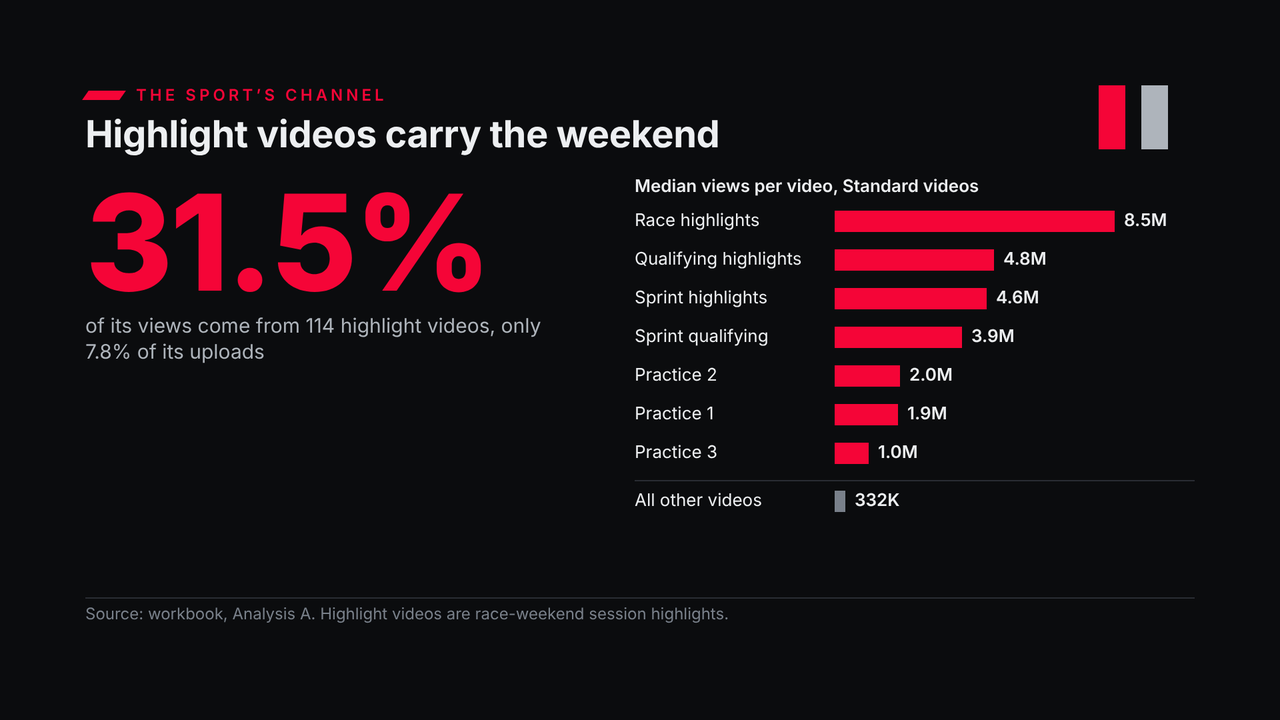 THE SPORT‘S CHANNEL
Highlight videos carry the weekend
31.5%
of its views come from 114 highlight videos, only
7.8% of its uploads
Median views per video, Standard videos
Race highlights 8.5M
Qualifying highlights 4.8M
Sprint highlights 4.6M
Sprint qualifying 3.9M
Practice 2 2.0M
Practice 1 1.9M
Practice 3 1.0M
All other videos 332K
Source: workbook, Analysis A. Highlight videos are race-weekend session highlights.